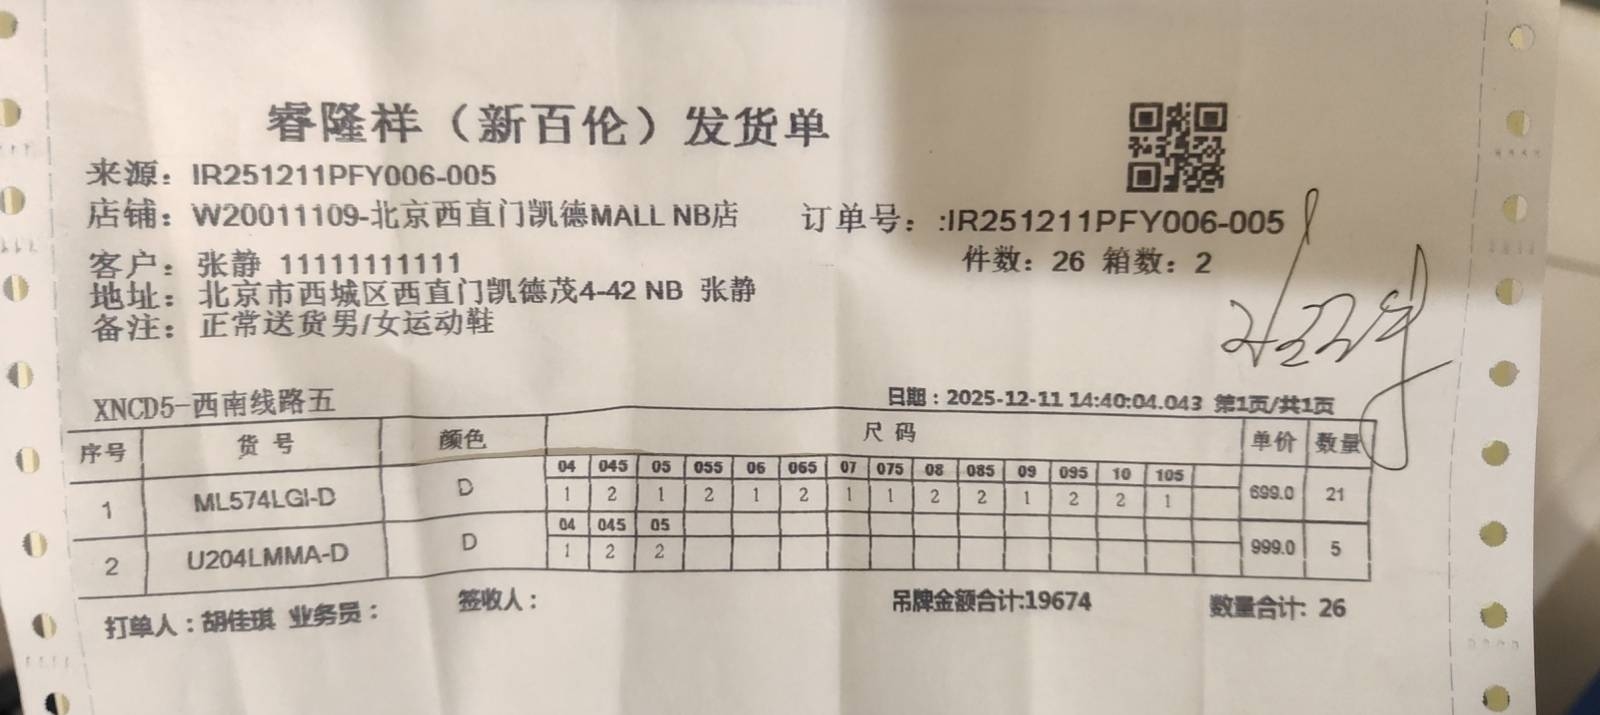 睿隆祥（新百伦）发货单
来源：IR251211PFY006-005
店铺：W20011109-北京西直门凯德MALL NB店 订单号：:IR251211PFY006-005
客户：张静 11111111111 件数：26 箱数：2
地址：北京市西城区西直门凯德茂4-42 NB 张静
备注：正常送货男/女运动鞋
XNCD5-西南线路五 日期：2025-12-11 14:40:04.043 第1页/共1页
序号 货号 颜色 尺码 单价 数量
04 045 05 055 06 065 07 075 08 085 09 095 10 105
1 ML574LGI-D D 1 2 1 2 1 2 1 1 2 2 1 2 2 1 699.0 21
04 045 05
2 U204LMMA-D D 1 2 2 999.0 5
打单人：胡佳琪 业务员： 签收人： 吊牌金额合计:19674 数量合计: 26